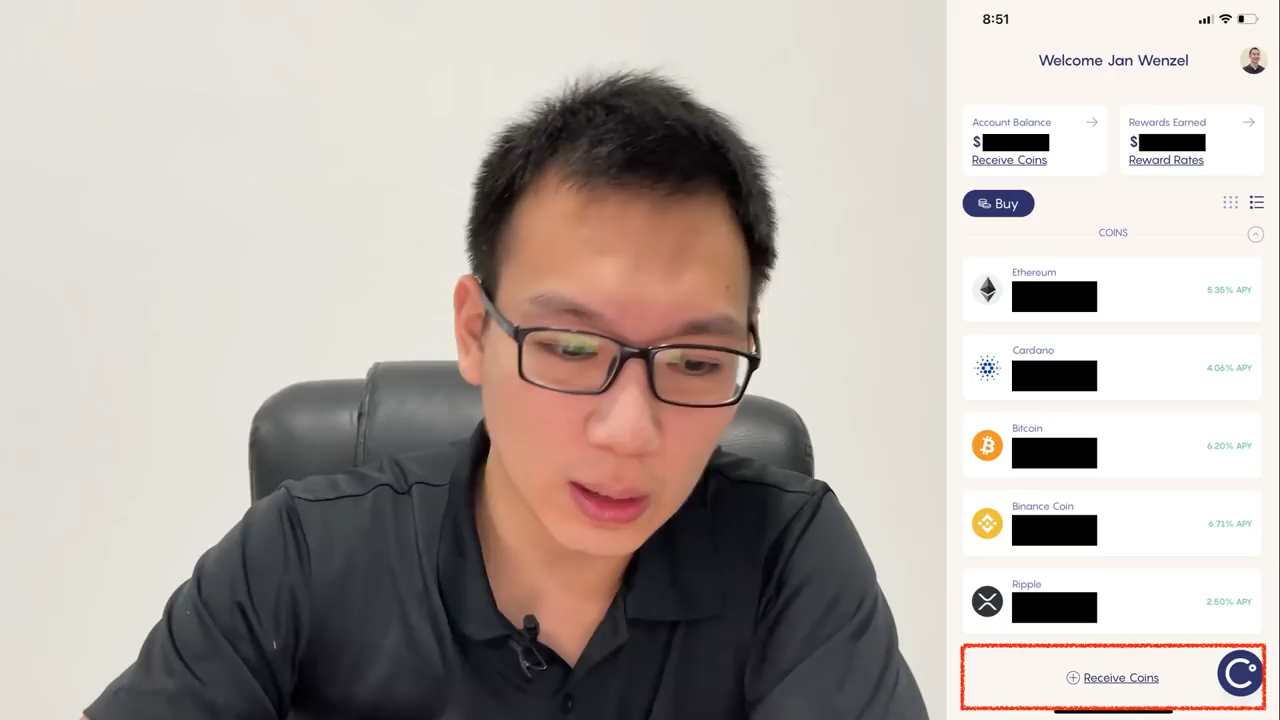 8:51
Welcome Jan Wenzel
Account Balance
$
Receive Coins
Rewards Earned
$
Reward Rates
Buy
COINS
Ethereum
5.35% APY
Cardano
4.06% APY
Bitcoin
6.20% APY
Binance Coin
6.71% APY
Ripple
2.50% APY
Receive Coins